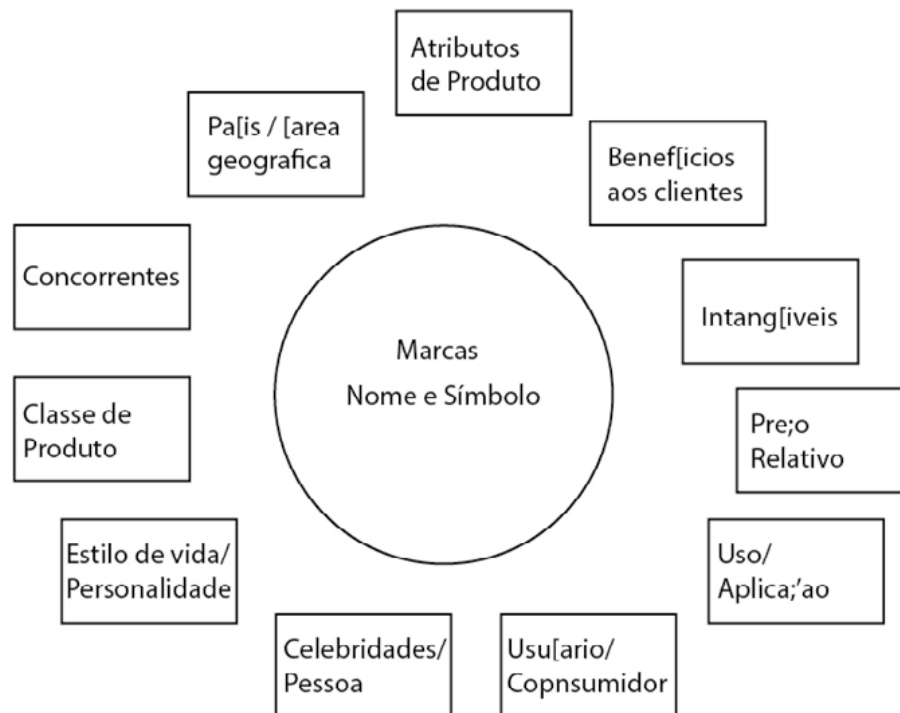 Atributos
de Produto
Pa[is / [area
geografica
Benef[icios
aos clientes
Concorrentes
Intang[iveis
Marcas
Nome e Símbolo
Classe de
Produto
Pre;o
Relativo
Estilo de vida/
Personalidade
Uso/
Aplica;'ao
Celebridades/
Pessoa
Usu[ario/
Copnsumidor